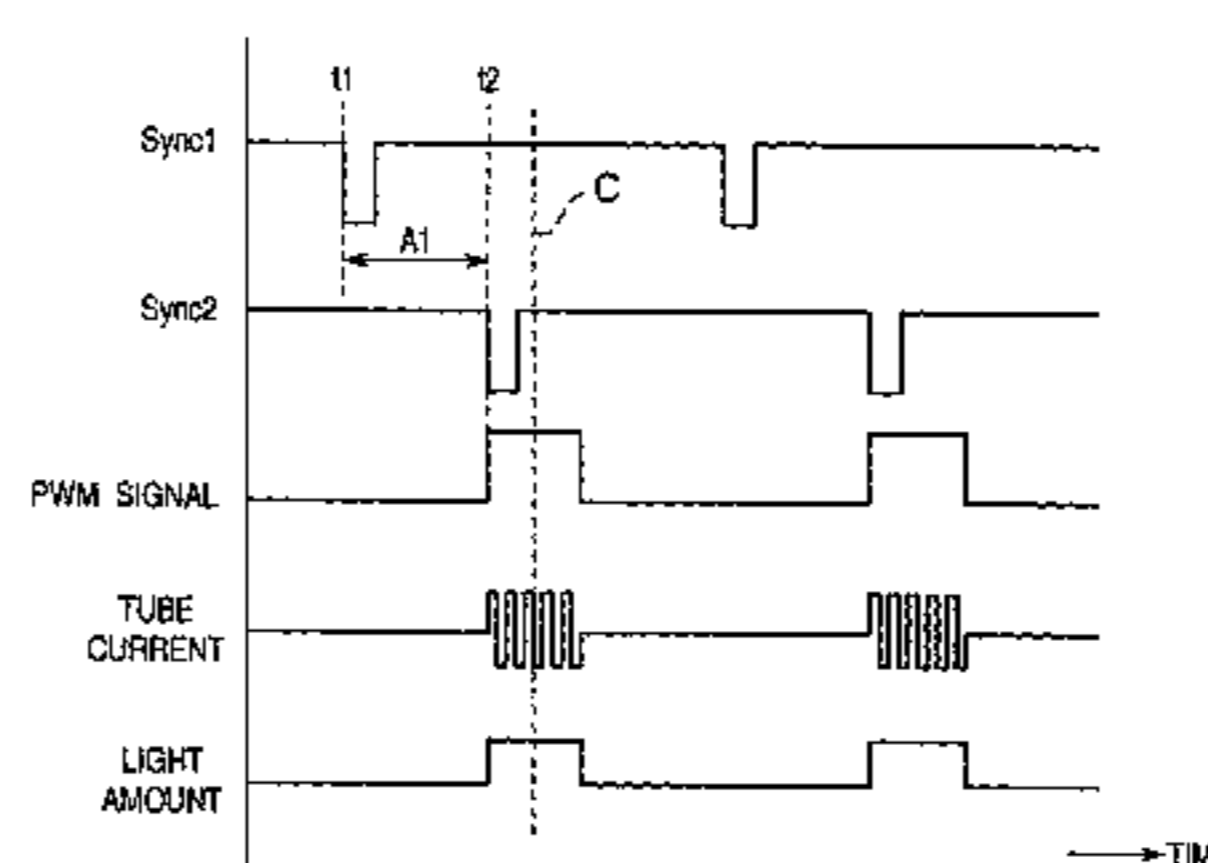 t1
t2
Sync1
C
A1
Sync2
PWM SIGNAL
TUBE
CURRENT
LIGHT
AMOUNT